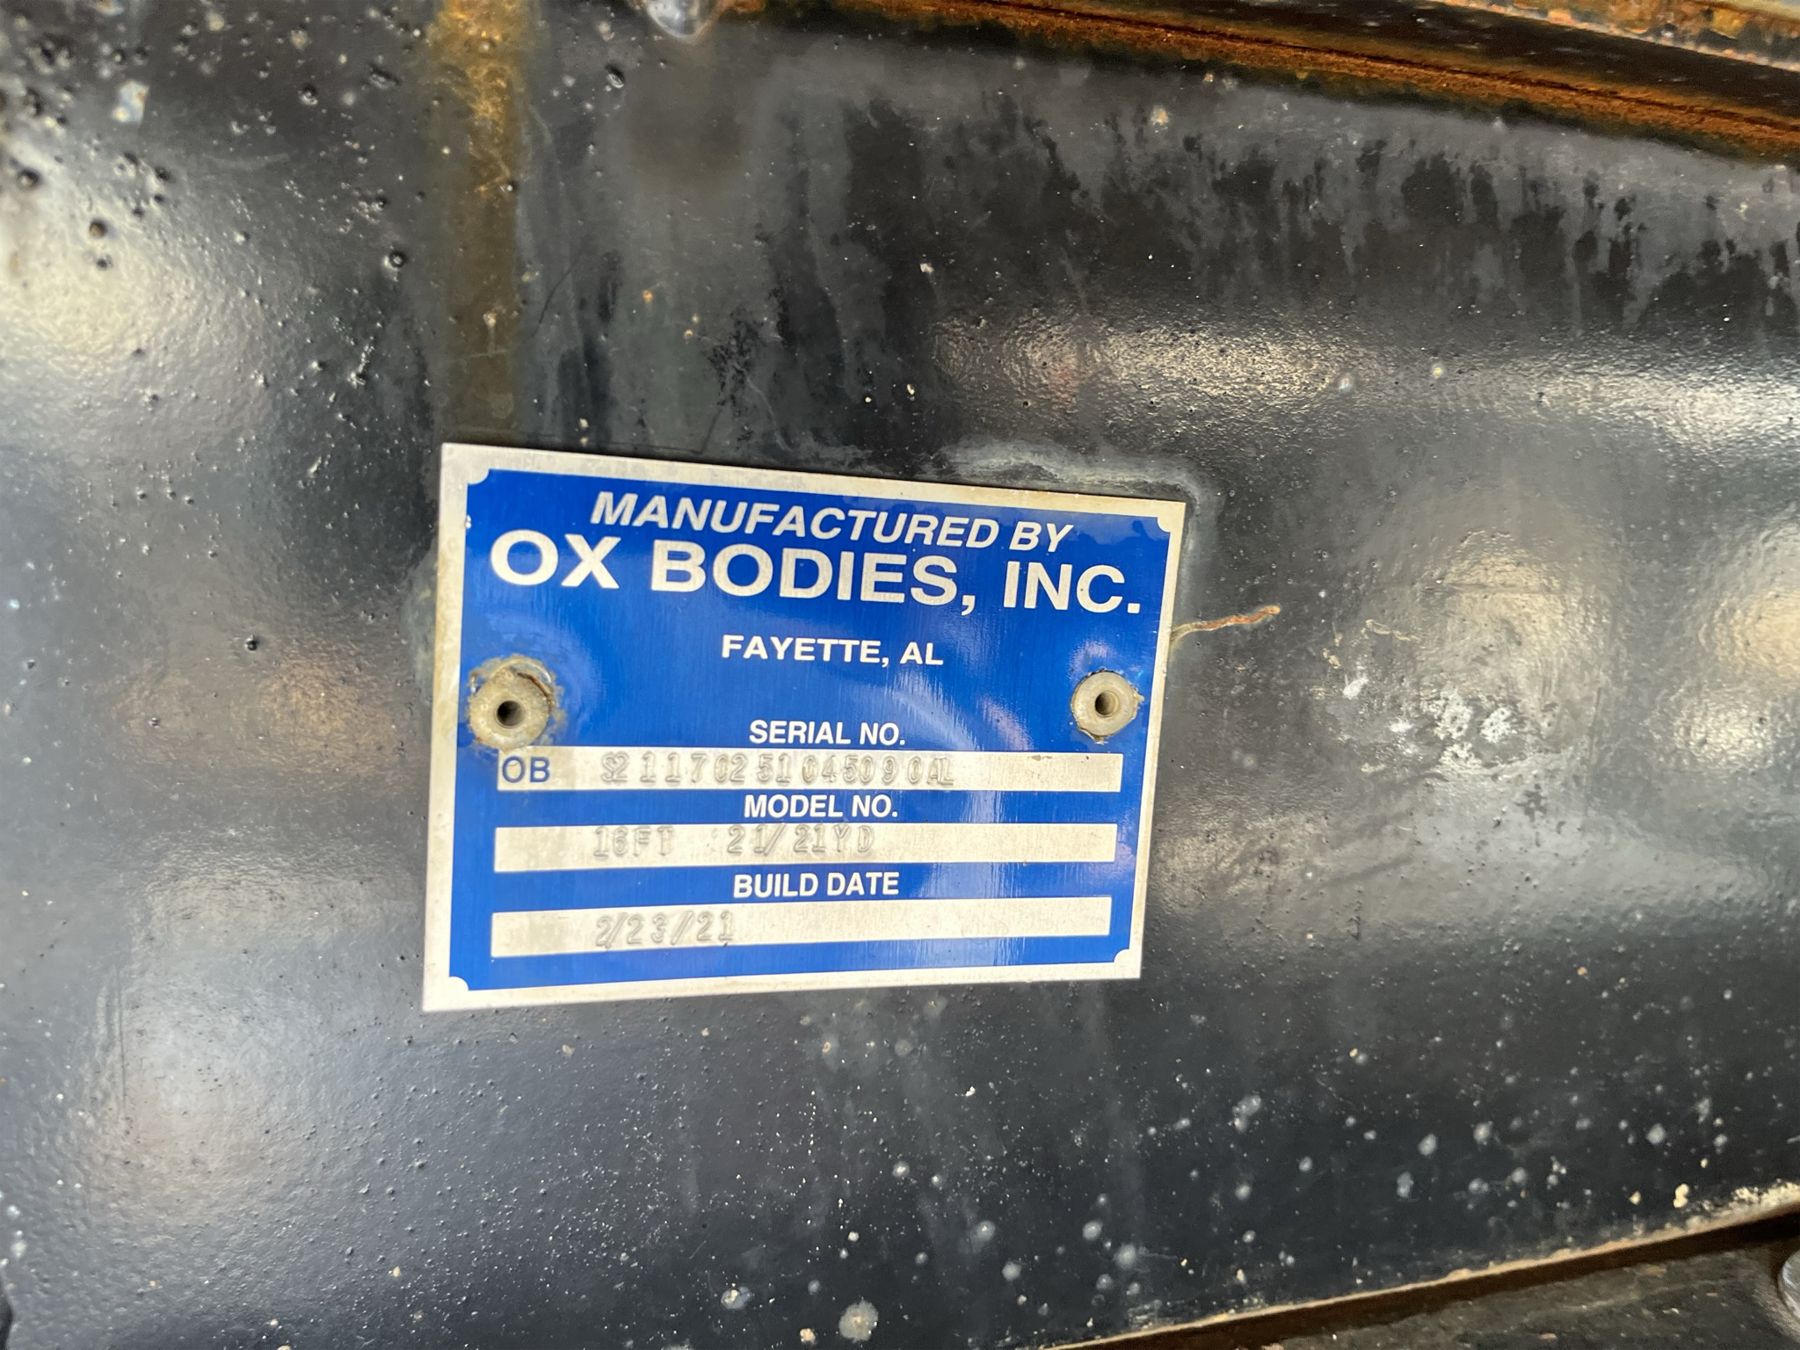 MANUFACTURED BY
OX BODIES, INC.
FAYETTE, AL
SERIAL NO.
OB S21170251045090AL
MODEL NO.
16FT 21/21YD
BUILD DATE
2/23/21